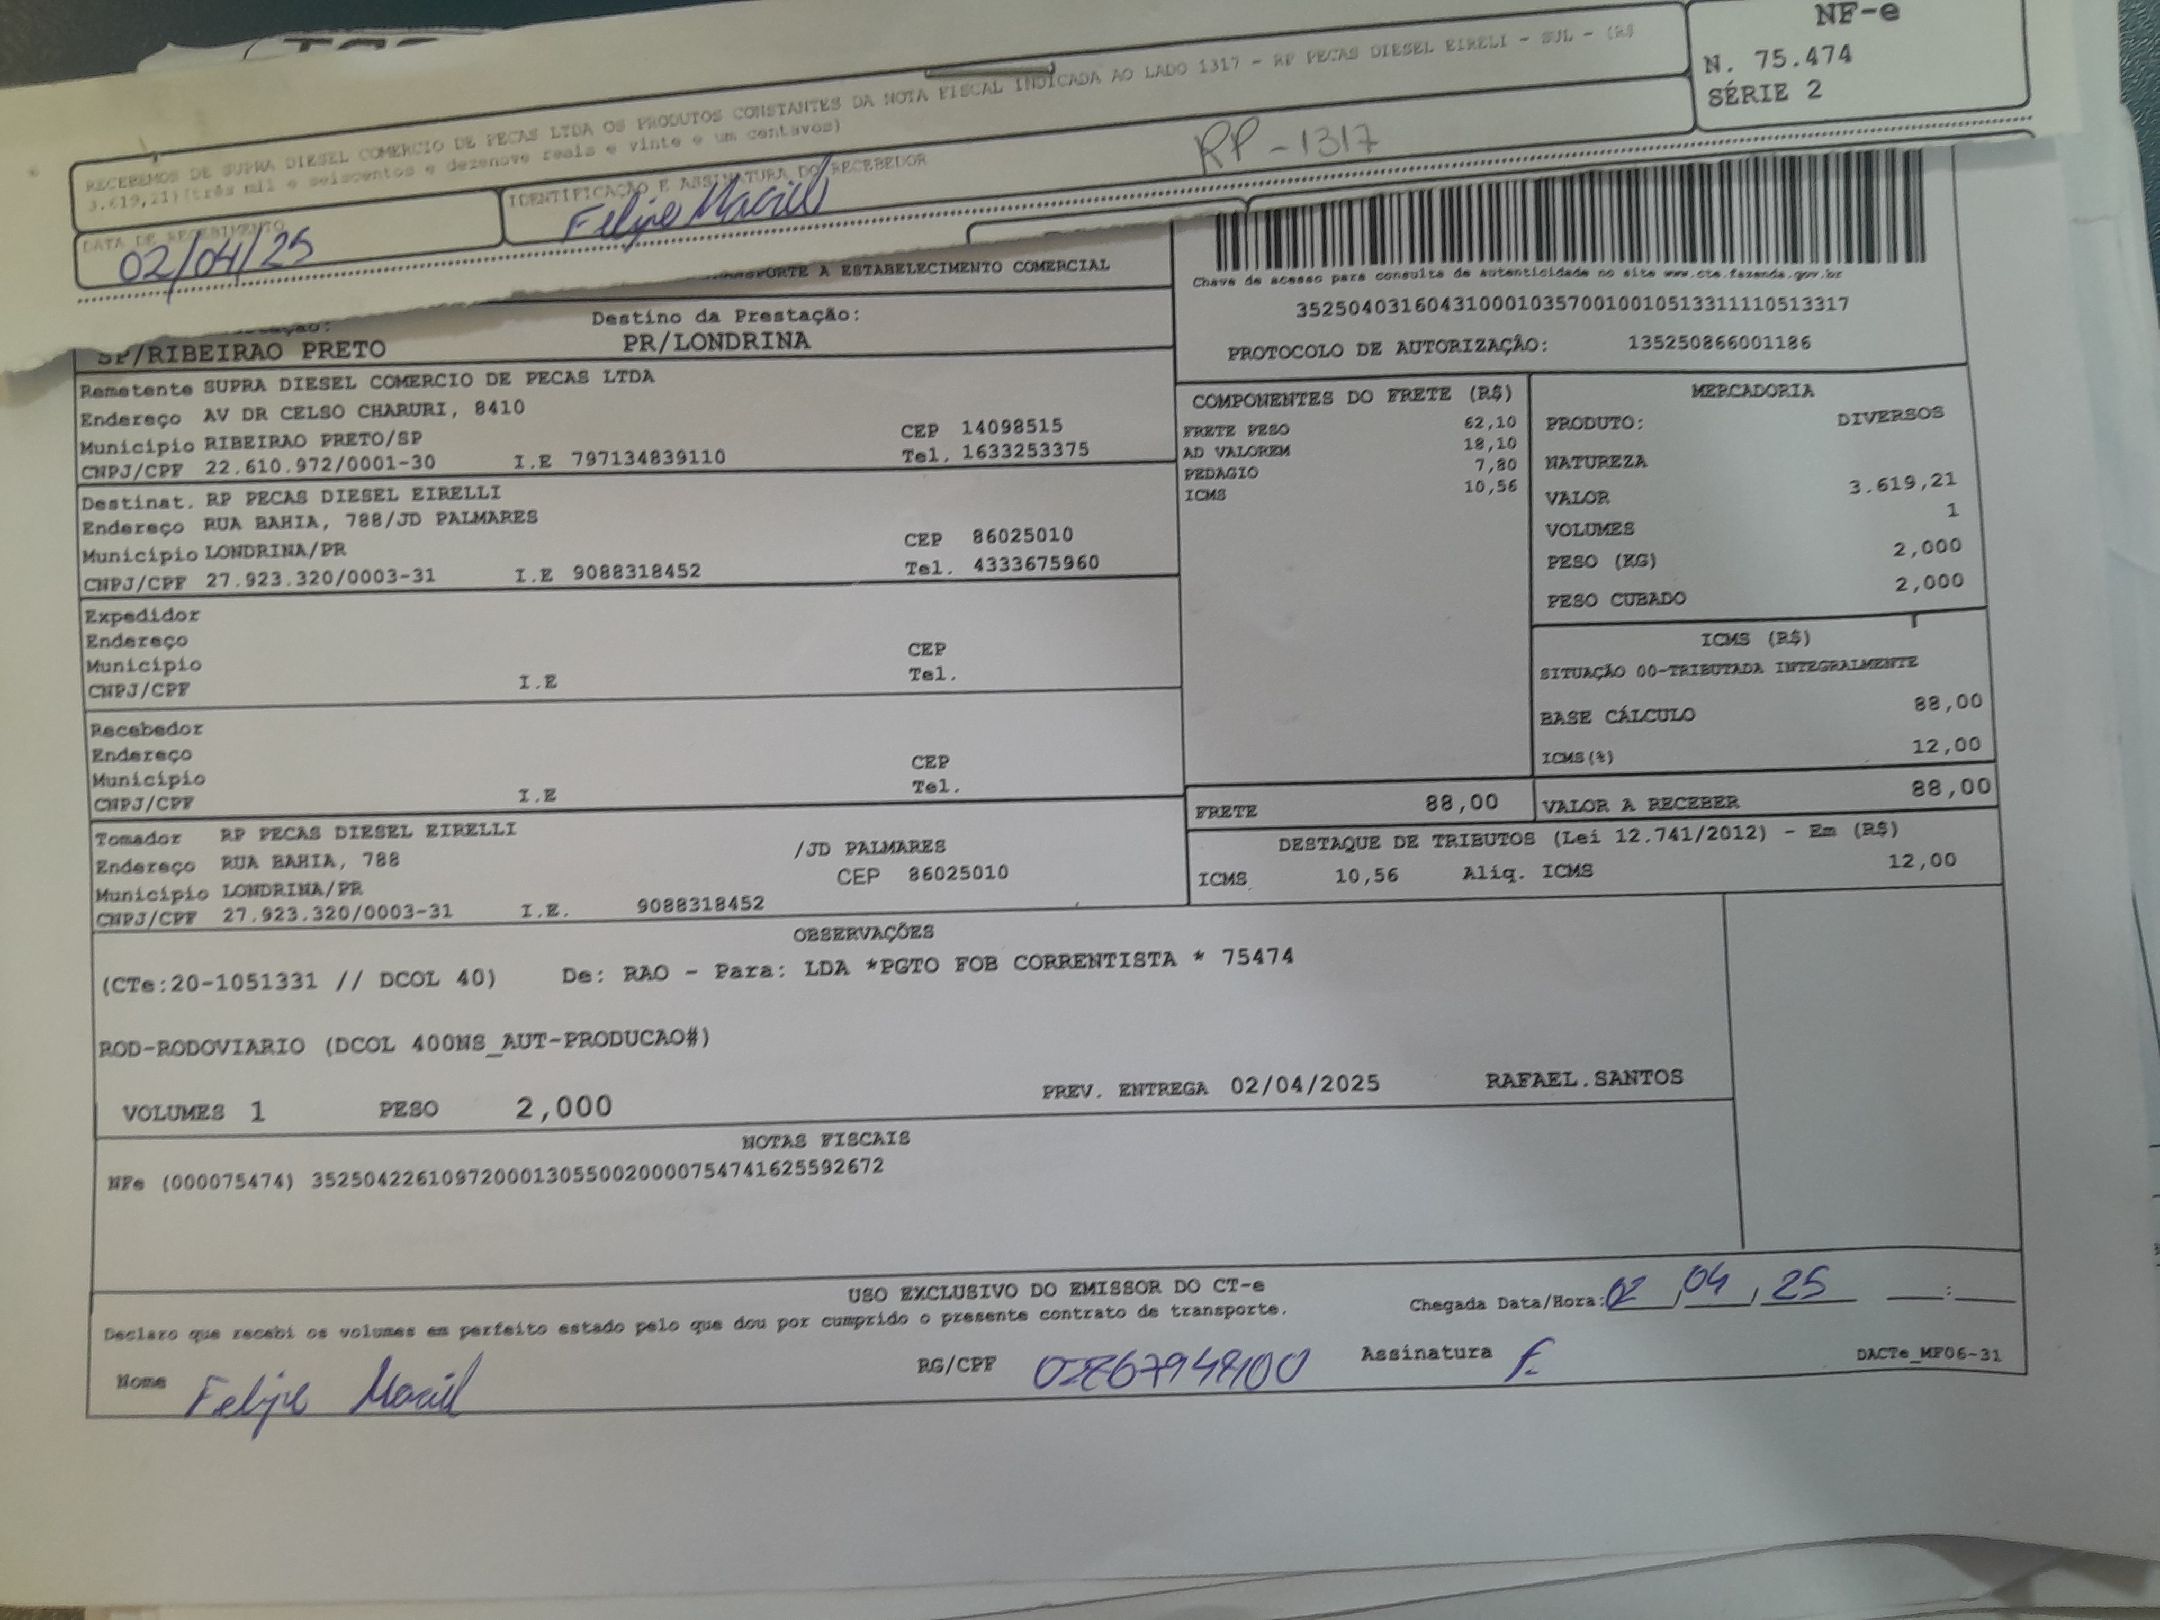 NF-e
N. 75.474
SÉRIE 2
RECEBEMOS DE SUPRA DIESEL COMERCIO DE PECAS LTDA OS PRODUTOS CONSTANTES DA NOTA FISCAL INDICADA AO LADO 1317 - RP PECAS DIESEL EIRELI - SUL - (R$
3.619,21)(três mil e seiscentos e dezenove reais e vinte e um centavos)
DATA DE RECEBIMENTO
02/04/25
IDENTIFICAÇÃO E ASSINATURA DO RECEBEDOR
Felipe Maciel
RP-1317
A ESTABELECIMENTO COMERCIAL
Destino da Prestação:
SP/RIBEIRAO PRETO PR/LONDRINA
Chave de acesso para consulta de autenticidade no site www.cte.fazenda.gov.br
35250403160431000103570010010513311110513317
PROTOCOLO DE AUTORIZAÇÃO: 135250866001186
Remetente SUPRA DIESEL COMERCIO DE PECAS LTDA
Endereço AV DR CELSO CHARURI, 8410
Município RIBEIRAO PRETO/SP CEP 14098515
CNPJ/CPF 22.610.972/0001-30 I.E 797134839110 Tel. 1633253375
Destinat. RP PECAS DIESEL EIRELLI
Endereço RUA BAHIA, 788/JD PALMARES
Município LONDRINA/PR CEP 86025010
CNPJ/CPF 27.923.320/0003-31 I.E 9088318452 Tel. 4333675960
Expedidor
Endereço
Município CEP
CNPJ/CPF I.E Tel.
Recebedor
Endereço
Município CEP
CNPJ/CPF I.E Tel.
Tomador RP PECAS DIESEL EIRELLI
Endereço RUA BAHIA, 788 /JD PALMARES
Município LONDRINA/PR CEP 86025010
CNPJ/CPF 27.923.320/0003-31 I.E. 9088318452
COMPONENTES DO FRETE (R$)
FRETE PESO 62,10
AD VALOREM 18,10
PEDAGIO 7,80
ICMS 10,56
MERCADORIA
PRODUTO: DIVERSOS
NATUREZA
VALOR 3.619,21
VOLUMES 1
PESO (KG) 2,000
PESO CUBADO 2,000
ICMS (R$)
SITUAÇÃO 00-TRIBUTADA INTEGRALMENTE
BASE CÁLCULO 88,00
ICMS(%) 12,00
FRETE 88,00 VALOR A RECEBER 88,00
DESTAQUE DE TRIBUTOS (Lei 12.741/2012) - Em (R$)
ICMS 10,56 Alíq. ICMS 12,00
OBSERVAÇÕES
(CTe:20-1051331 // DCOL 40) De: RAO - Para: LDA *PGTO FOB CORRENTISTA * 75474
ROD-RODOVIARIO (DCOL 400NS_AUT-PRODUCAO#)
VOLUMES 1 PESO 2,000 PREV. ENTREGA 02/04/2025 RAFAEL.SANTOS
NOTAS FISCAIS
NFe (000075474) 35250422610972000130550020000754741625592672
USO EXCLUSIVO DO EMISSOR DO CT-e
Declaro que recebi os volumes em perfeito estado pelo que dou por cumprido o presente contrato de transporte.
Chegada Data/Hora: 02/04/25 :
Nome Felipe Maciel RG/CPF Assinatura f. DACTe_MF06-31